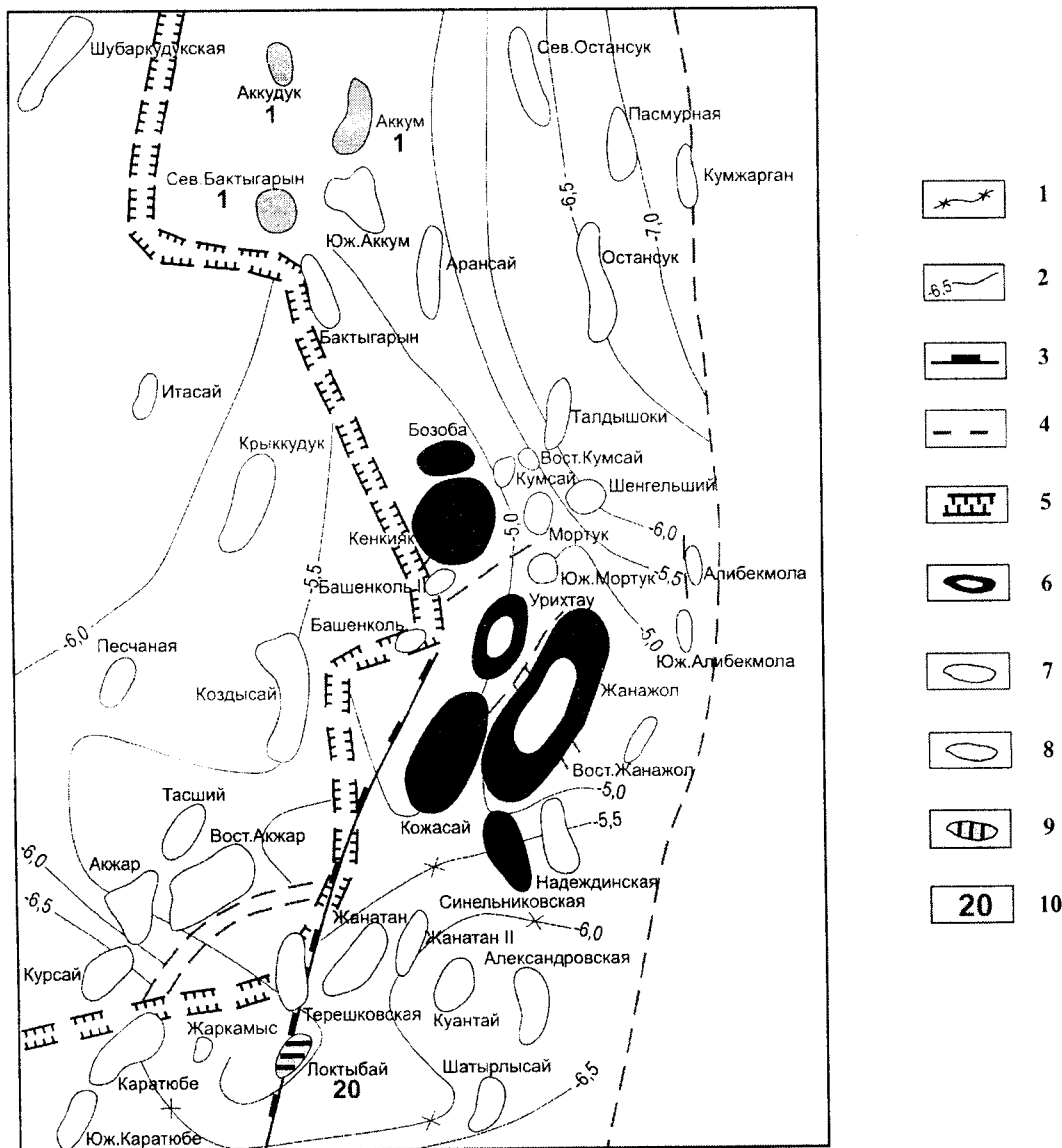 Шубаркудукская
Сев.Остансук
Аккудук
1
Аккум
1
Пасмурная
Кумжарган
Сев.Бактыгарын
1
-6,5
-7,0
Юж.Аккум
Арансай
Остансук
Бактыгарын
Итасай
Талдышоки
Бозоба
Крыккудук
Вост.Кумсай
Кумсай
Шенгельший
-6,0
-5,0
Кенкияк
Мортук
-5,5
Башенколь II
Юж.Мортук
Алибекмола
-5,5
Урихтау
-6,0
Башенколь
-5,0
Песчаная
Юж.Алибекмола
Коздысай
Жанажол
Вост.Жанажол
Тасший
-5,0
Кожасай
-5,5
Вост.Акжар
-6,0
Акжар
Надеждинская
-6,5
Синельниковская
Жанатан
Жанатан II
-6,0
Александровская
Курсай
Терешковская
Куантай
Жаркамыс
Локтыбай
20
Шатырлысай
-6,5
Каратюбе
Юж.Каратюбе
1
-6.5
2
3
4
5
6
7
8
9
20
10